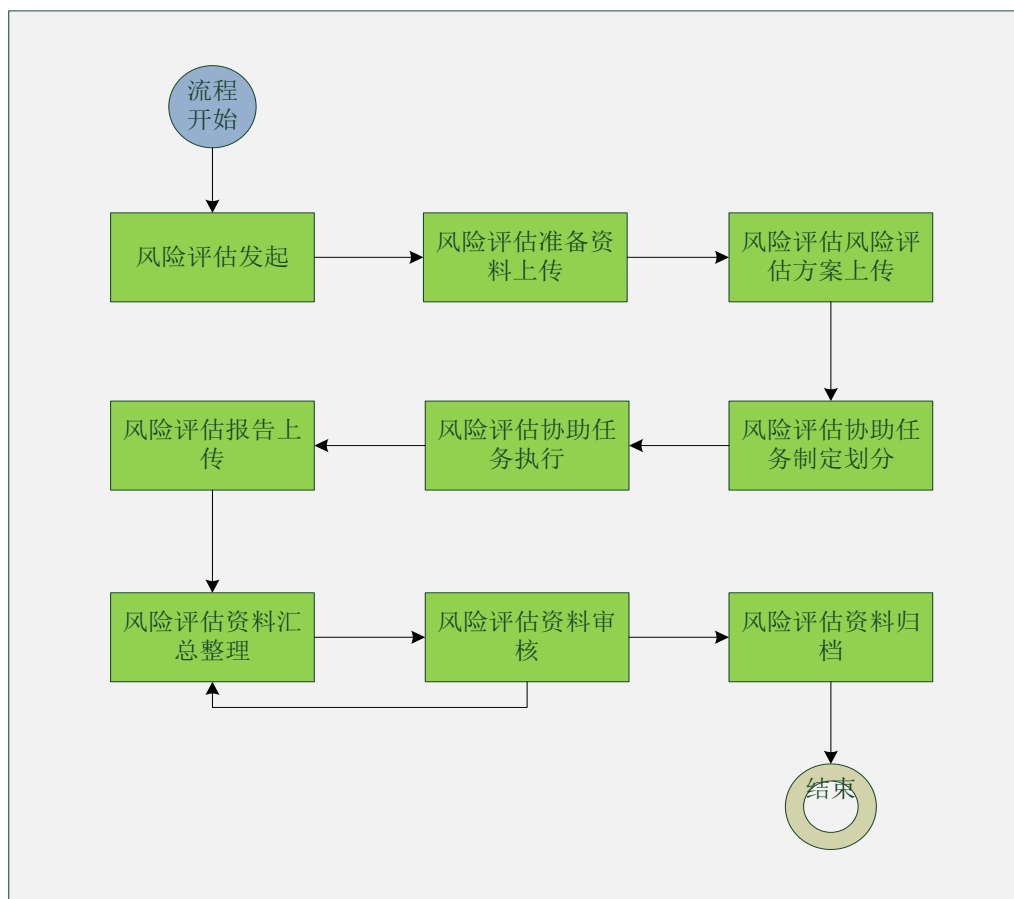 流程
开始
风险评估发起
风险评估准备资
料上传
风险评估风险评
估方案上传
风险评估报告上
传
风险评估协助任
务执行
风险评估协助任
务制定划分
风险评估资料汇
总整理
风险评估资料审
核
风险评估资料归
档
结束